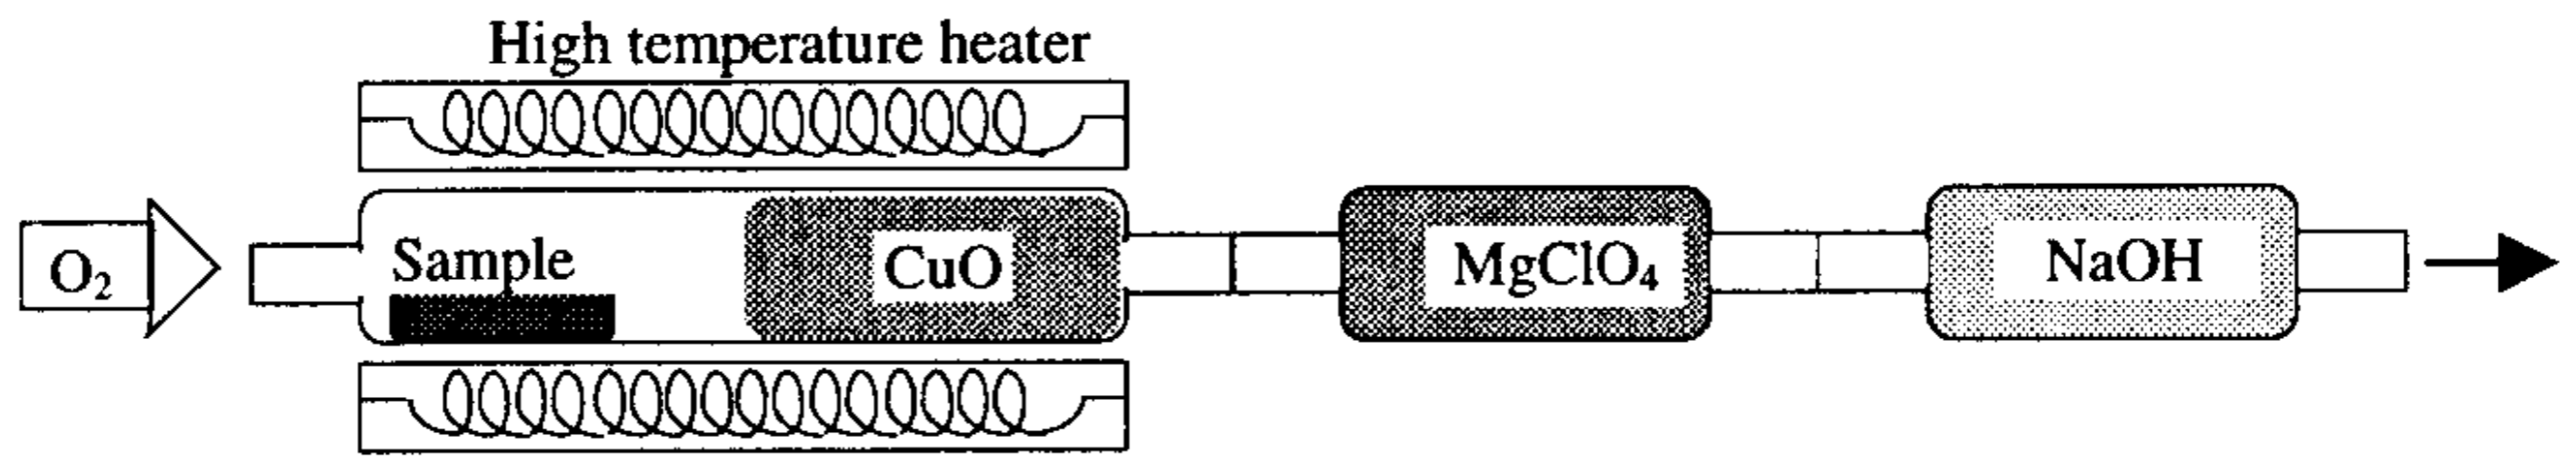 High temperature heater
O₂
Sample
CuO
MgClO₄
NaOH